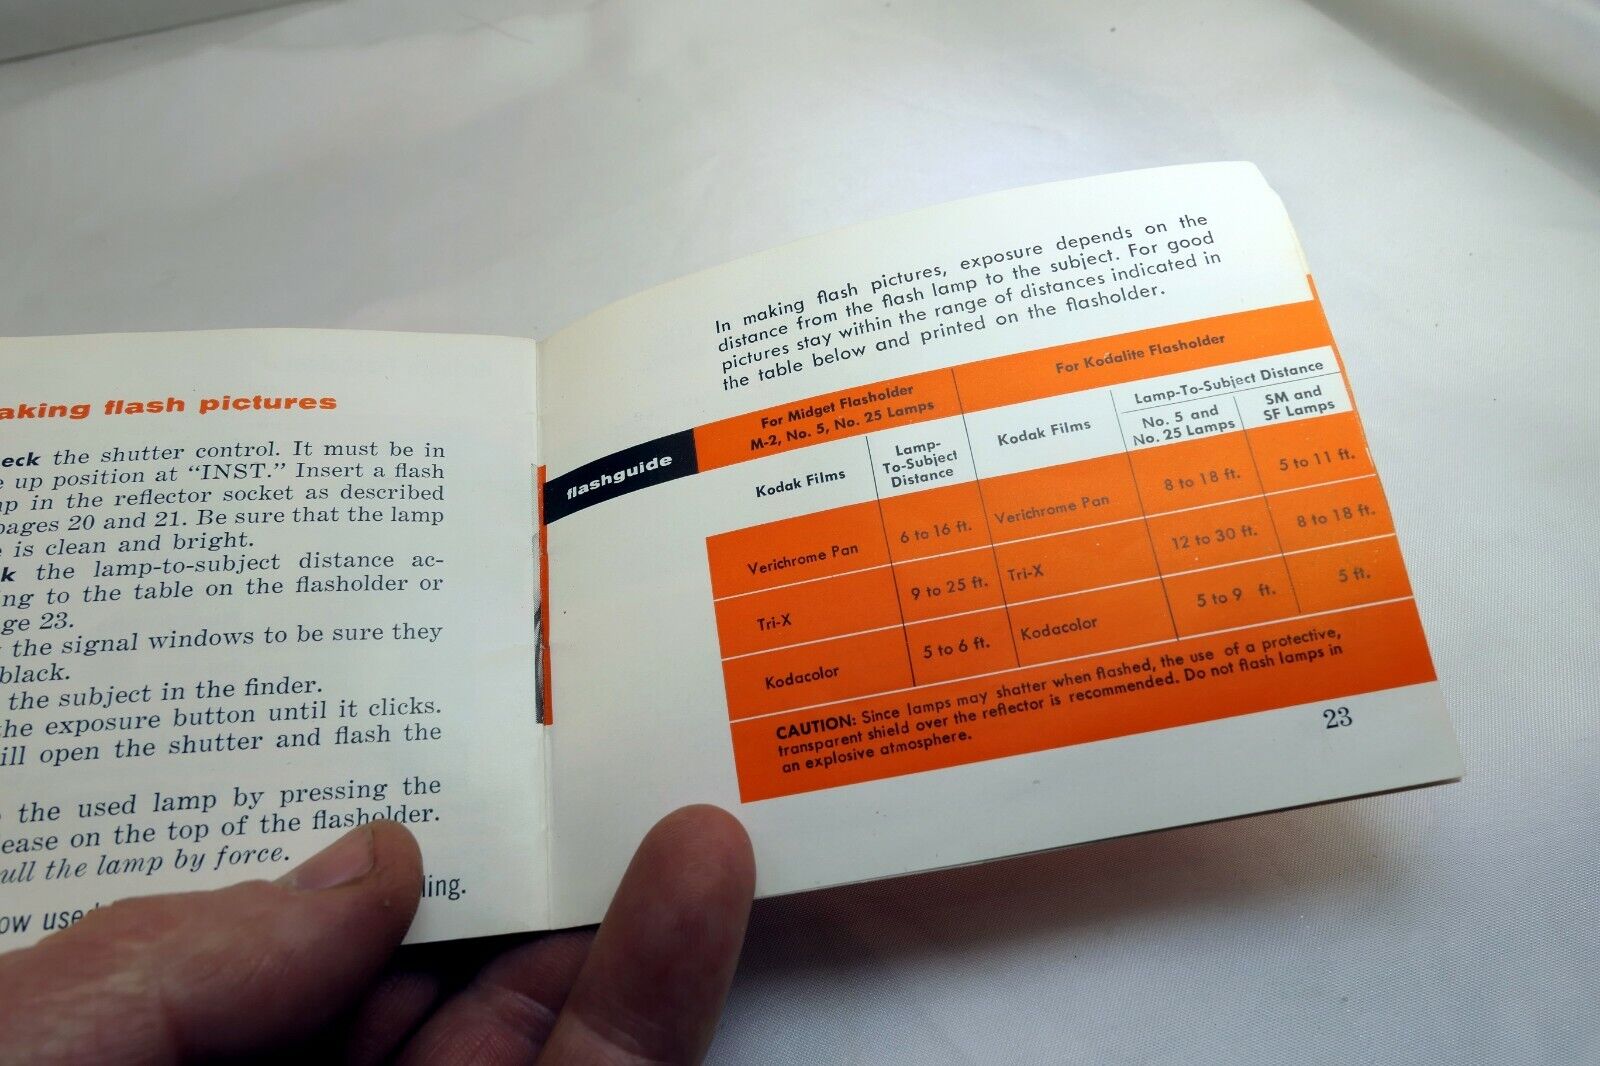 aking flash pictures
eck the shutter control. It must be in
e up position at "INST." Insert a flash
mp in the reflector socket as described
pages 20 and 21. Be sure that the lamp
e is clean and bright.
k the lamp-to-subject distance ac-
ing to the table on the flasholder or
ge 23.
the signal windows to be sure they
black.
the subject in the finder.
the exposure button until it clicks.
ill open the shutter and flash the
the used lamp by pressing the
ease on the top of the flasholder.
ull the lamp by force.
ow used
ling.
In making flash pictures, exposure depends on the
distance from the flash lamp to the subject. For good
pictures stay within the range of distances indicated in
the table below and printed on the flasholder.
flashguide
For Midget Flasholder
M-2, No. 5, No. 25 Lamps
For Kodalite Flasholder
Kodak Films
Lamp-
To-Subject
Distance
Kodak Films
Lamp-To-Subject Distance
No. 5 and
No. 25 Lamps
SM and
SF Lamps
Verichrome Pan
6 to 16 ft.
Verichrome Pan
8 to 18 ft.
5 to 11 ft.
Tri-X
9 to 25 ft.
Tri-X
12 to 30 ft.
8 to 18 ft.
Kodacolor
5 to 6 ft.
Kodacolor
5 to 9 ft.
5 ft.
CAUTION: Since lamps may shatter when flashed, the use of a protective,
transparent shield over the reflector is recommended. Do not flash lamps in
an explosive atmosphere.
23